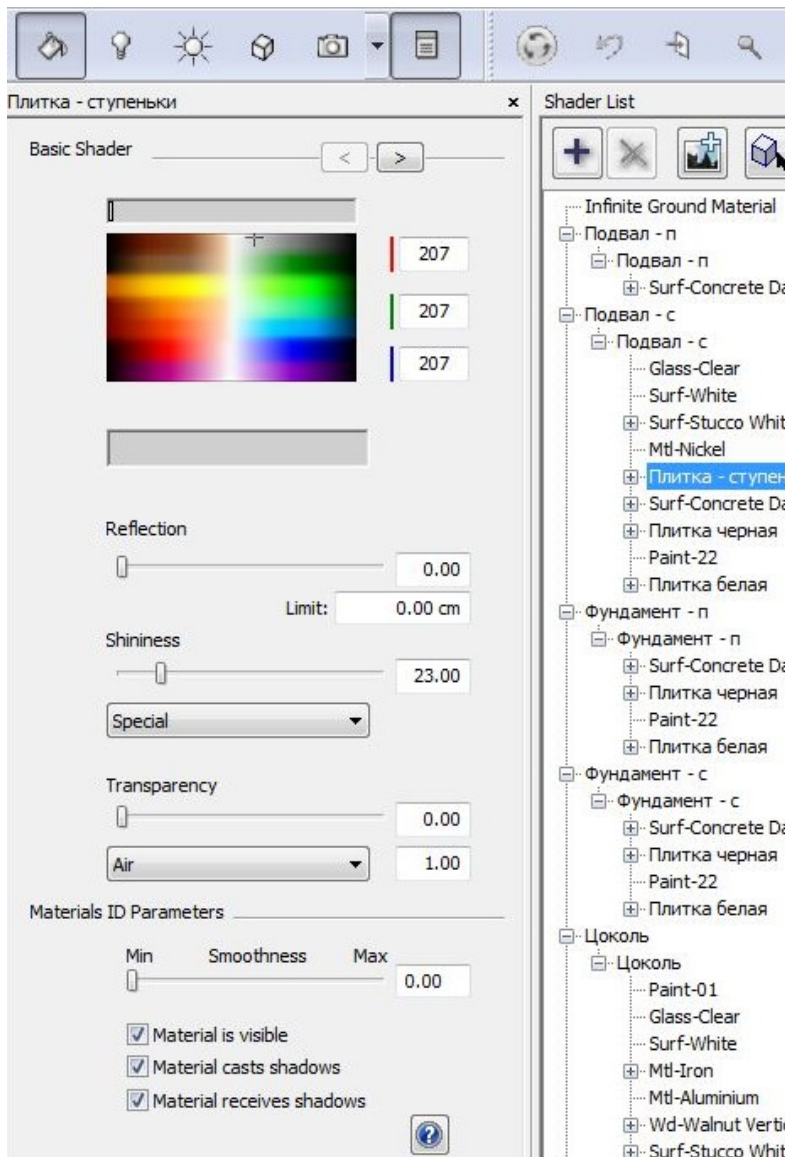 Плитка - ступеньки
Basic Shader
< >
207
207
207
Reflection
0.00
Limit: 0.00 cm
Shininess
23.00
Special
Transparency
0.00
Air 1.00
Materials ID Parameters
Min Smoothness Max
0.00
Material is visible
Material casts shadows
Material receives shadows
Shader List
Infinite Ground Material
Подвал - п
Подвал - п
Surf-Concrete Da
Подвал - с
Подвал - с
Glass-Clear
Surf-White
Surf-Stucco Whit
Mtl-Nickel
Плитка - ступен
Surf-Concrete Da
Плитка черная
Paint-22
Плитка белая
Фундамент - п
Фундамент - п
Surf-Concrete Da
Плитка черная
Paint-22
Плитка белая
Фундамент - с
Фундамент - с
Surf-Concrete Da
Плитка черная
Paint-22
Плитка белая
Цоколь
Цоколь
Paint-01
Glass-Clear
Surf-White
Mtl-Iron
Mtl-Aluminium
Wd-Walnut Verti
Surf-Stucco Whit